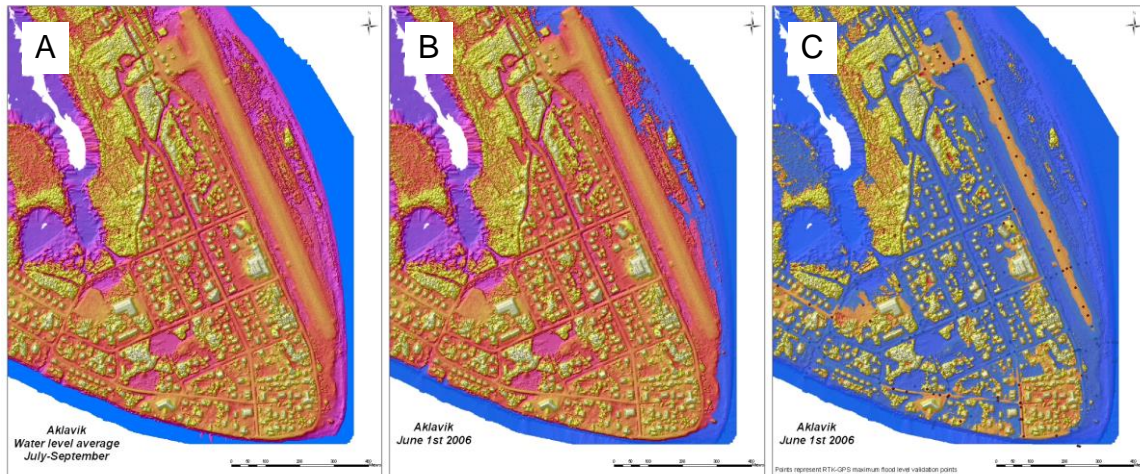 A
B
C
Aklavik
Water level average
July-September
Aklavik
June 1st 2006
Aklavik
June 1st 2006
Points represent RTK-GPS maximum flood level validation points